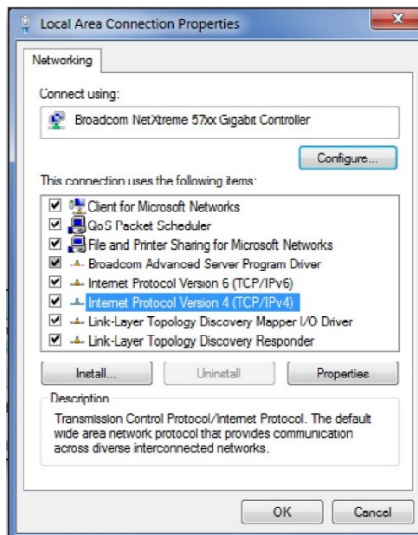 Local Area Connection Properties
Networking
Connect using:
Broadcom NetXtreme 57xx Gigabit Controller
Configure...
This connection uses the following items:
Client for Microsoft Networks
QoS Packet Scheduler
File and Printer Sharing for Microsoft Networks
Broadcom Advanced Server Program Driver
Internet Protocol Version 6 (TCP/IPv6)
Internet Protocol Version 4 (TCP/IPv4)
Link-Layer Topology Discovery Mapper I/O Driver
Link-Layer Topology Discovery Responder
Install... Uninstall Properties
Description
Transmission Control Protocol/Internet Protocol. The default
wide area network protocol that provides communication
across diverse interconnected networks.
OK Cancel